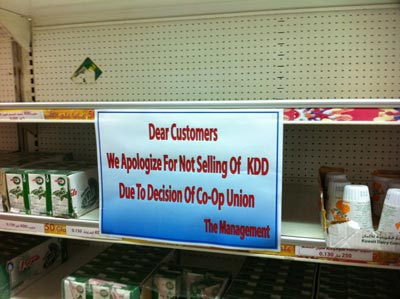 Dear Customers
We Apologize For Not Selling Of KDD
Due To Decision Of Co-Op Union
The Management